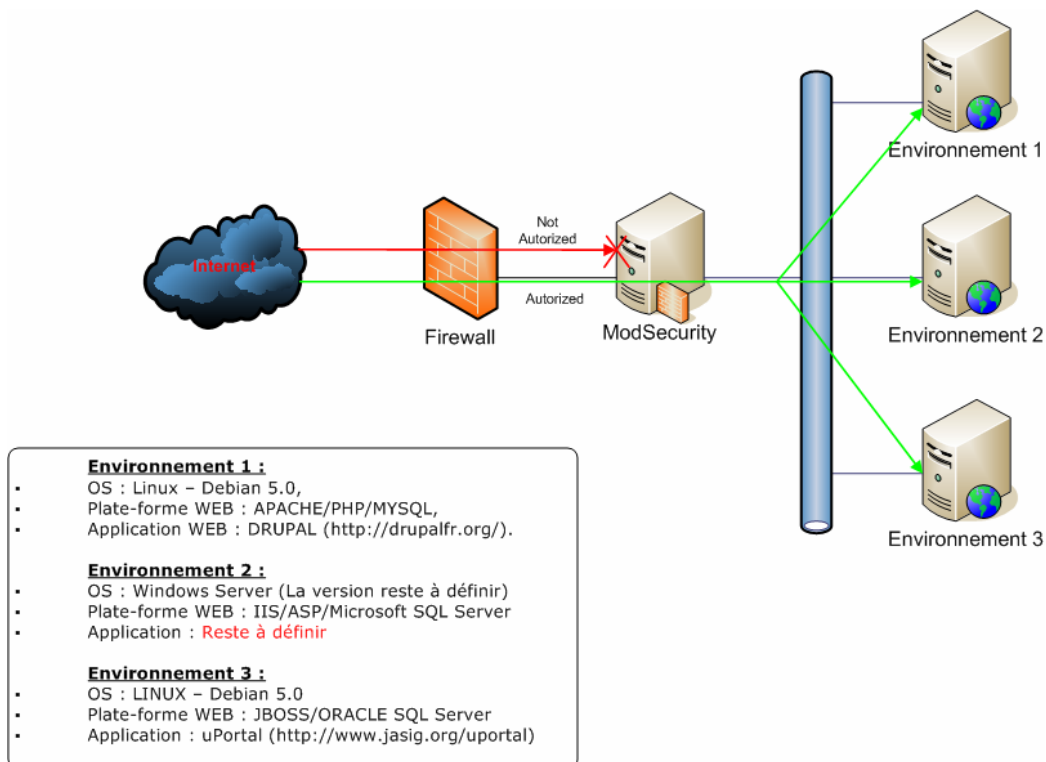 Environnement 1
Not
Autorized
Internet
Autorized
Firewall
ModSecurity
Environnement 2
Environnement 3
Environnement 1 :
▪ OS : Linux – Debian 5.0,
▪ Plate-forme WEB : APACHE/PHP/MYSQL,
▪ Application WEB : DRUPAL (http://drupalfr.org/).
Environnement 2 :
▪ OS : Windows Server (La version reste à définir)
▪ Plate-forme WEB : IIS/ASP/Microsoft SQL Server
▪ Application : Reste à définir
Environnement 3 :
▪ OS : LINUX – Debian 5.0
▪ Plate-forme WEB : JBOSS/ORACLE SQL Server
▪ Application : uPortal (http://www.jasig.org/uportal)